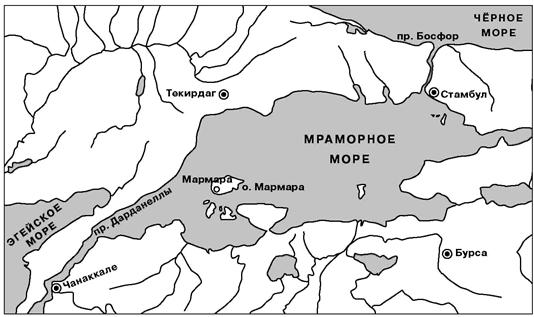 ЧЁРНОЕ
МОРЕ
пр. Босфор
Текирдаг
Стамбул
МРАМОРНОЕ
МОРЕ
Мармара
о. Мармара
пр. Дарданеллы
ЭГЕЙСКОЕ
МОРЕ
Бурса
Чанаккале